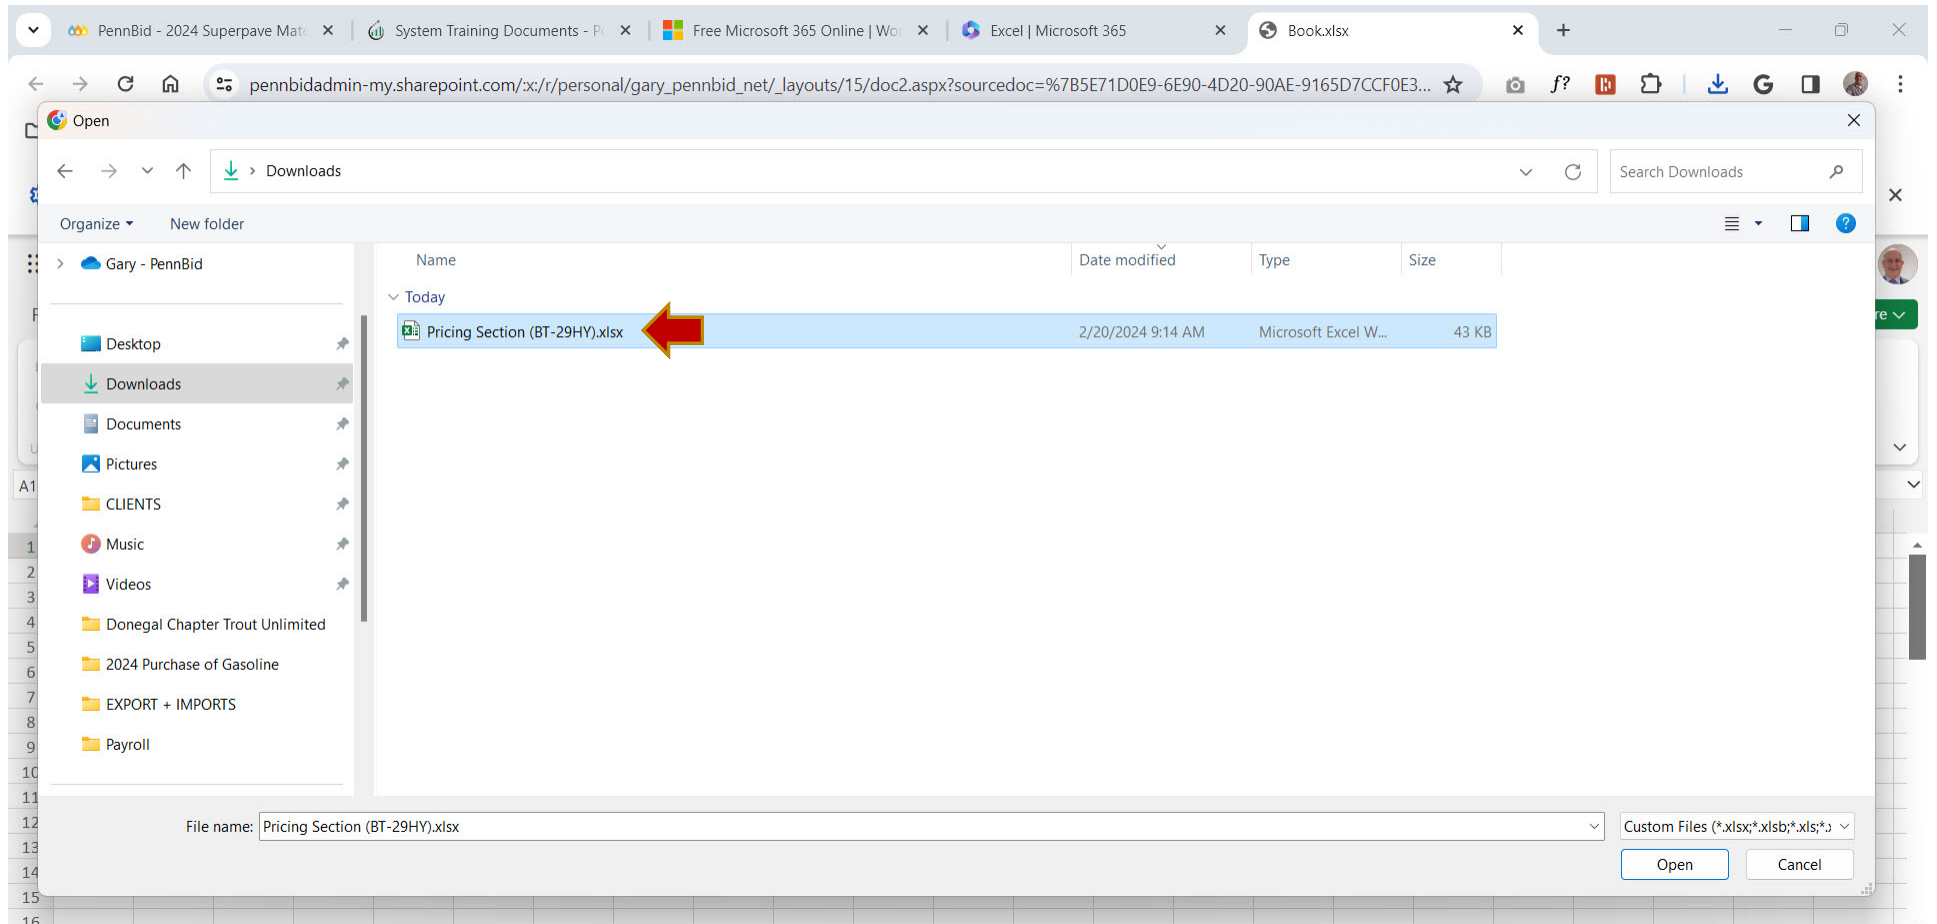 PennBid - 2024 Superpave Mate
System Training Documents - P
Free Microsoft 365 Online | Wo
Excel | Microsoft 365
Book.xlsx
pennbidadmin-my.sharepoint.com/:x:/r/personal/gary_pennbid_net/_layouts/15/doc2.aspx?sourcedoc=%7B5E71D0E9-6E90-4D20-90AE-9165D7CCF0E3...
f?
Open
Downloads
Search Downloads
Organize
New folder
?
Gary - PennBid
Name
Date modified
Type
Size
Today
Pricing Section (BT-29HY).xlsx
2/20/2024 9:14 AM
Microsoft Excel W...
43 KB
re
Desktop
Downloads
Documents
Pictures
CLIENTS
Music
Videos
Donegal Chapter Trout Unlimited
2024 Purchase of Gasoline
EXPORT + IMPORTS
Payroll
A1
1
2
3
4
5
6
7
8
9
10
11
12
13
14
15
16
File name:
Pricing Section (BT-29HY).xlsx
Custom Files (*.xlsx;*.xlsb;*.xls;*.x
Open
Cancel